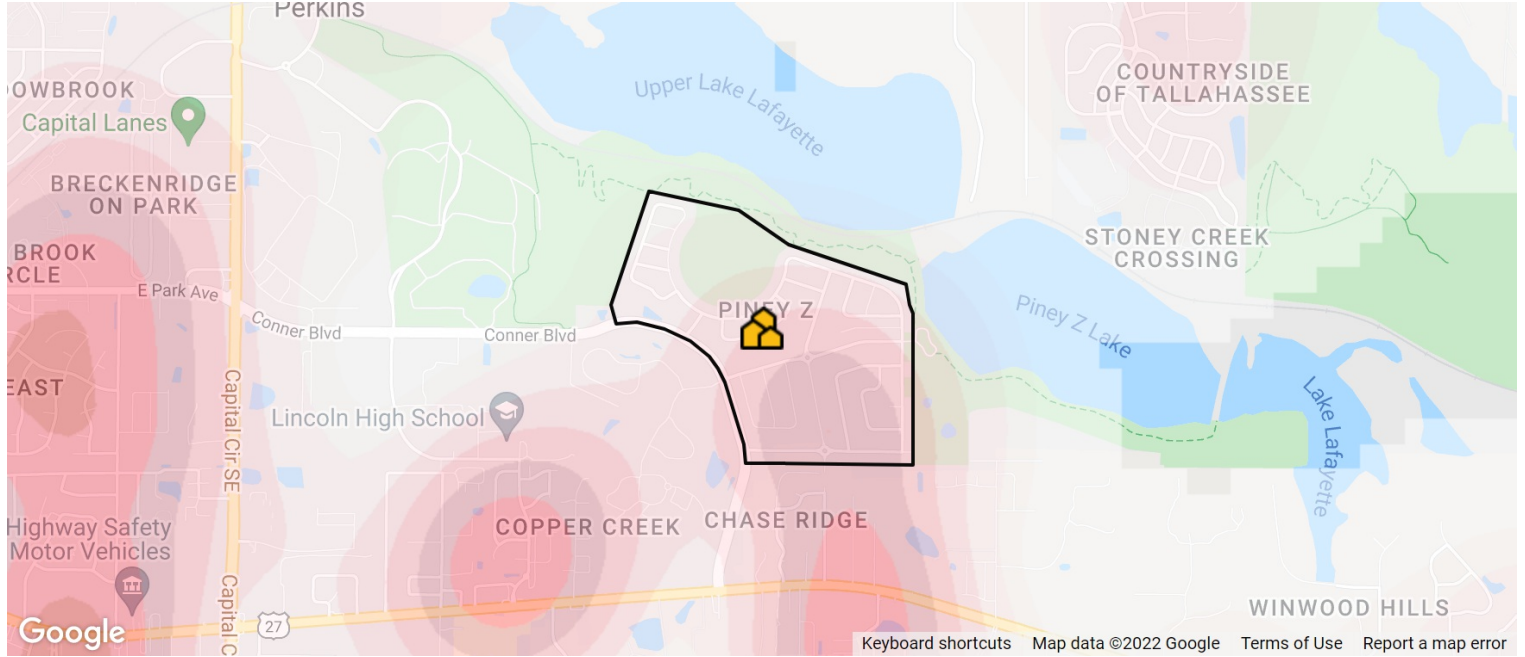 Perkins
DOWBROOK
Capital Lanes
BRECKENRIDGE
ON PARK
Upper Lake Lafayette
COUNTRYSIDE
OF TALLAHASSEE
BROOK
RCLE
E Park Ave
Conner Blvd
Conner Blvd
PINEY Z
STONEY CREEK
CROSSING
Piney Z Lake
EAST
Capital Cir SE
Lincoln High School
Lake Lafayette
Highway Safety
Motor Vehicles
COPPER CREEK
CHASE RIDGE
Capital C
27
WINWOOD HILLS
Google
Keyboard shortcuts Map data ©2022 Google Terms of Use Report a map error